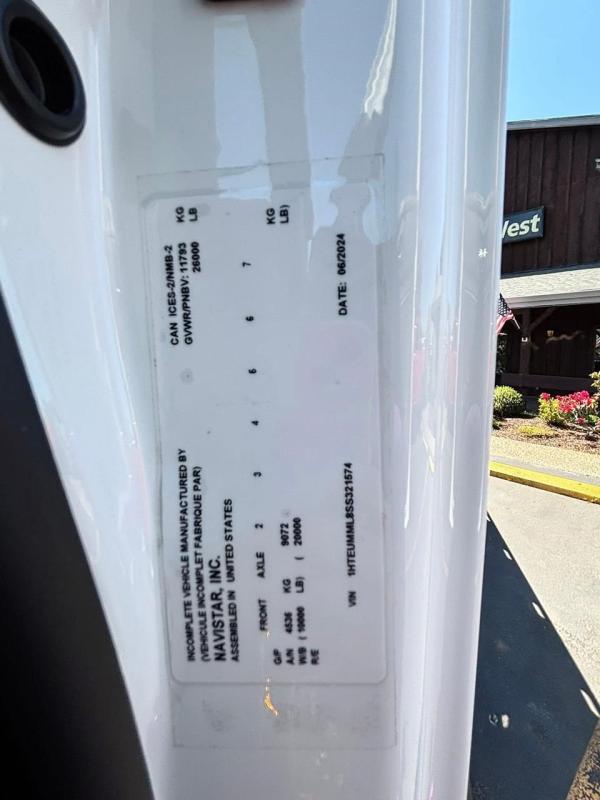 INCOMPLETE VEHICLE MANUFACTURED BY CAN ICES-2/NMB-2
(VEHICULE INCOMPLET FABRIQUE PAR) GVWR/PNBV: 11793 KG
NAVISTAR, INC. 26000 LB
ASSEMBLED IN UNITED STATES
FRONT AXLE 2 3 4 5 6 7
G/P
A/N 4536 KG 9072 KG
W/B ( 10000 LB) ( 20000 LB)
R/E
VIN 1HTEUMML8SS321574 DATE: 06/2024
West